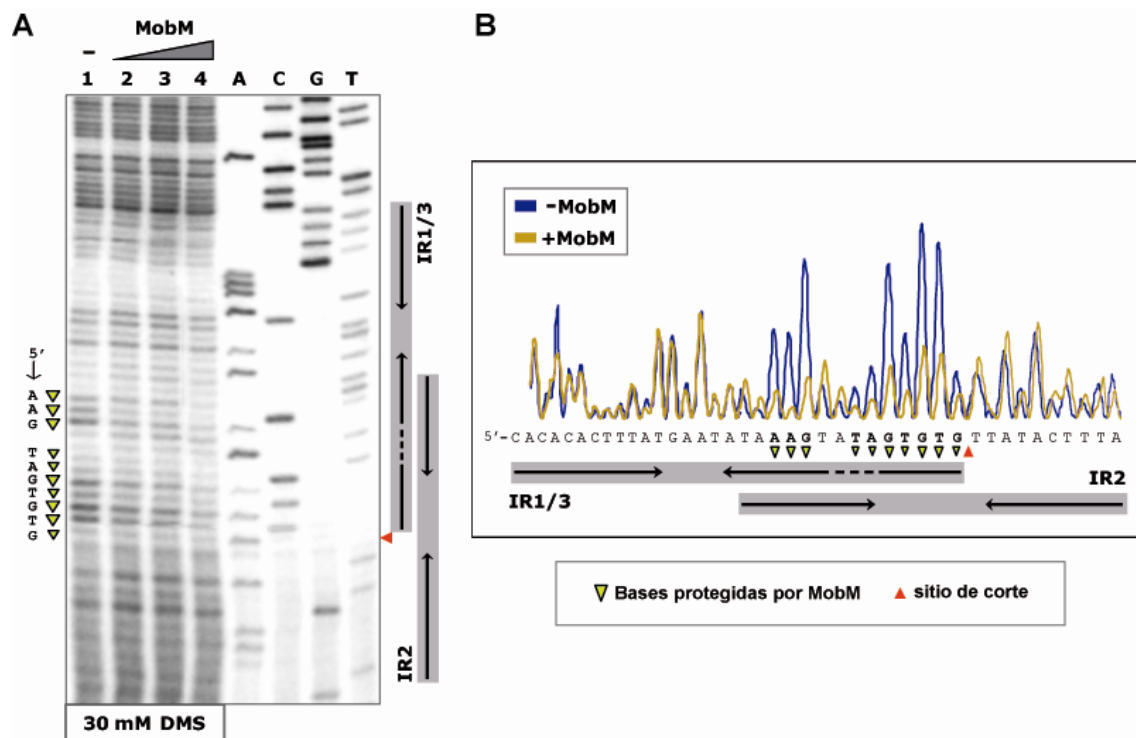 A
B
MobM
–
1 2 3 4 A C G T
5'
A
A
G
T
A
G
T
G
T
G
IR1/3
IR2
30 mM DMS
-MobM
+MobM
5'-CACACACTTTATGAATATAAAGTATAGTGTGTTATACTTTA
IR1/3
IR2
Bases protegidas por MobM
sitio de corte